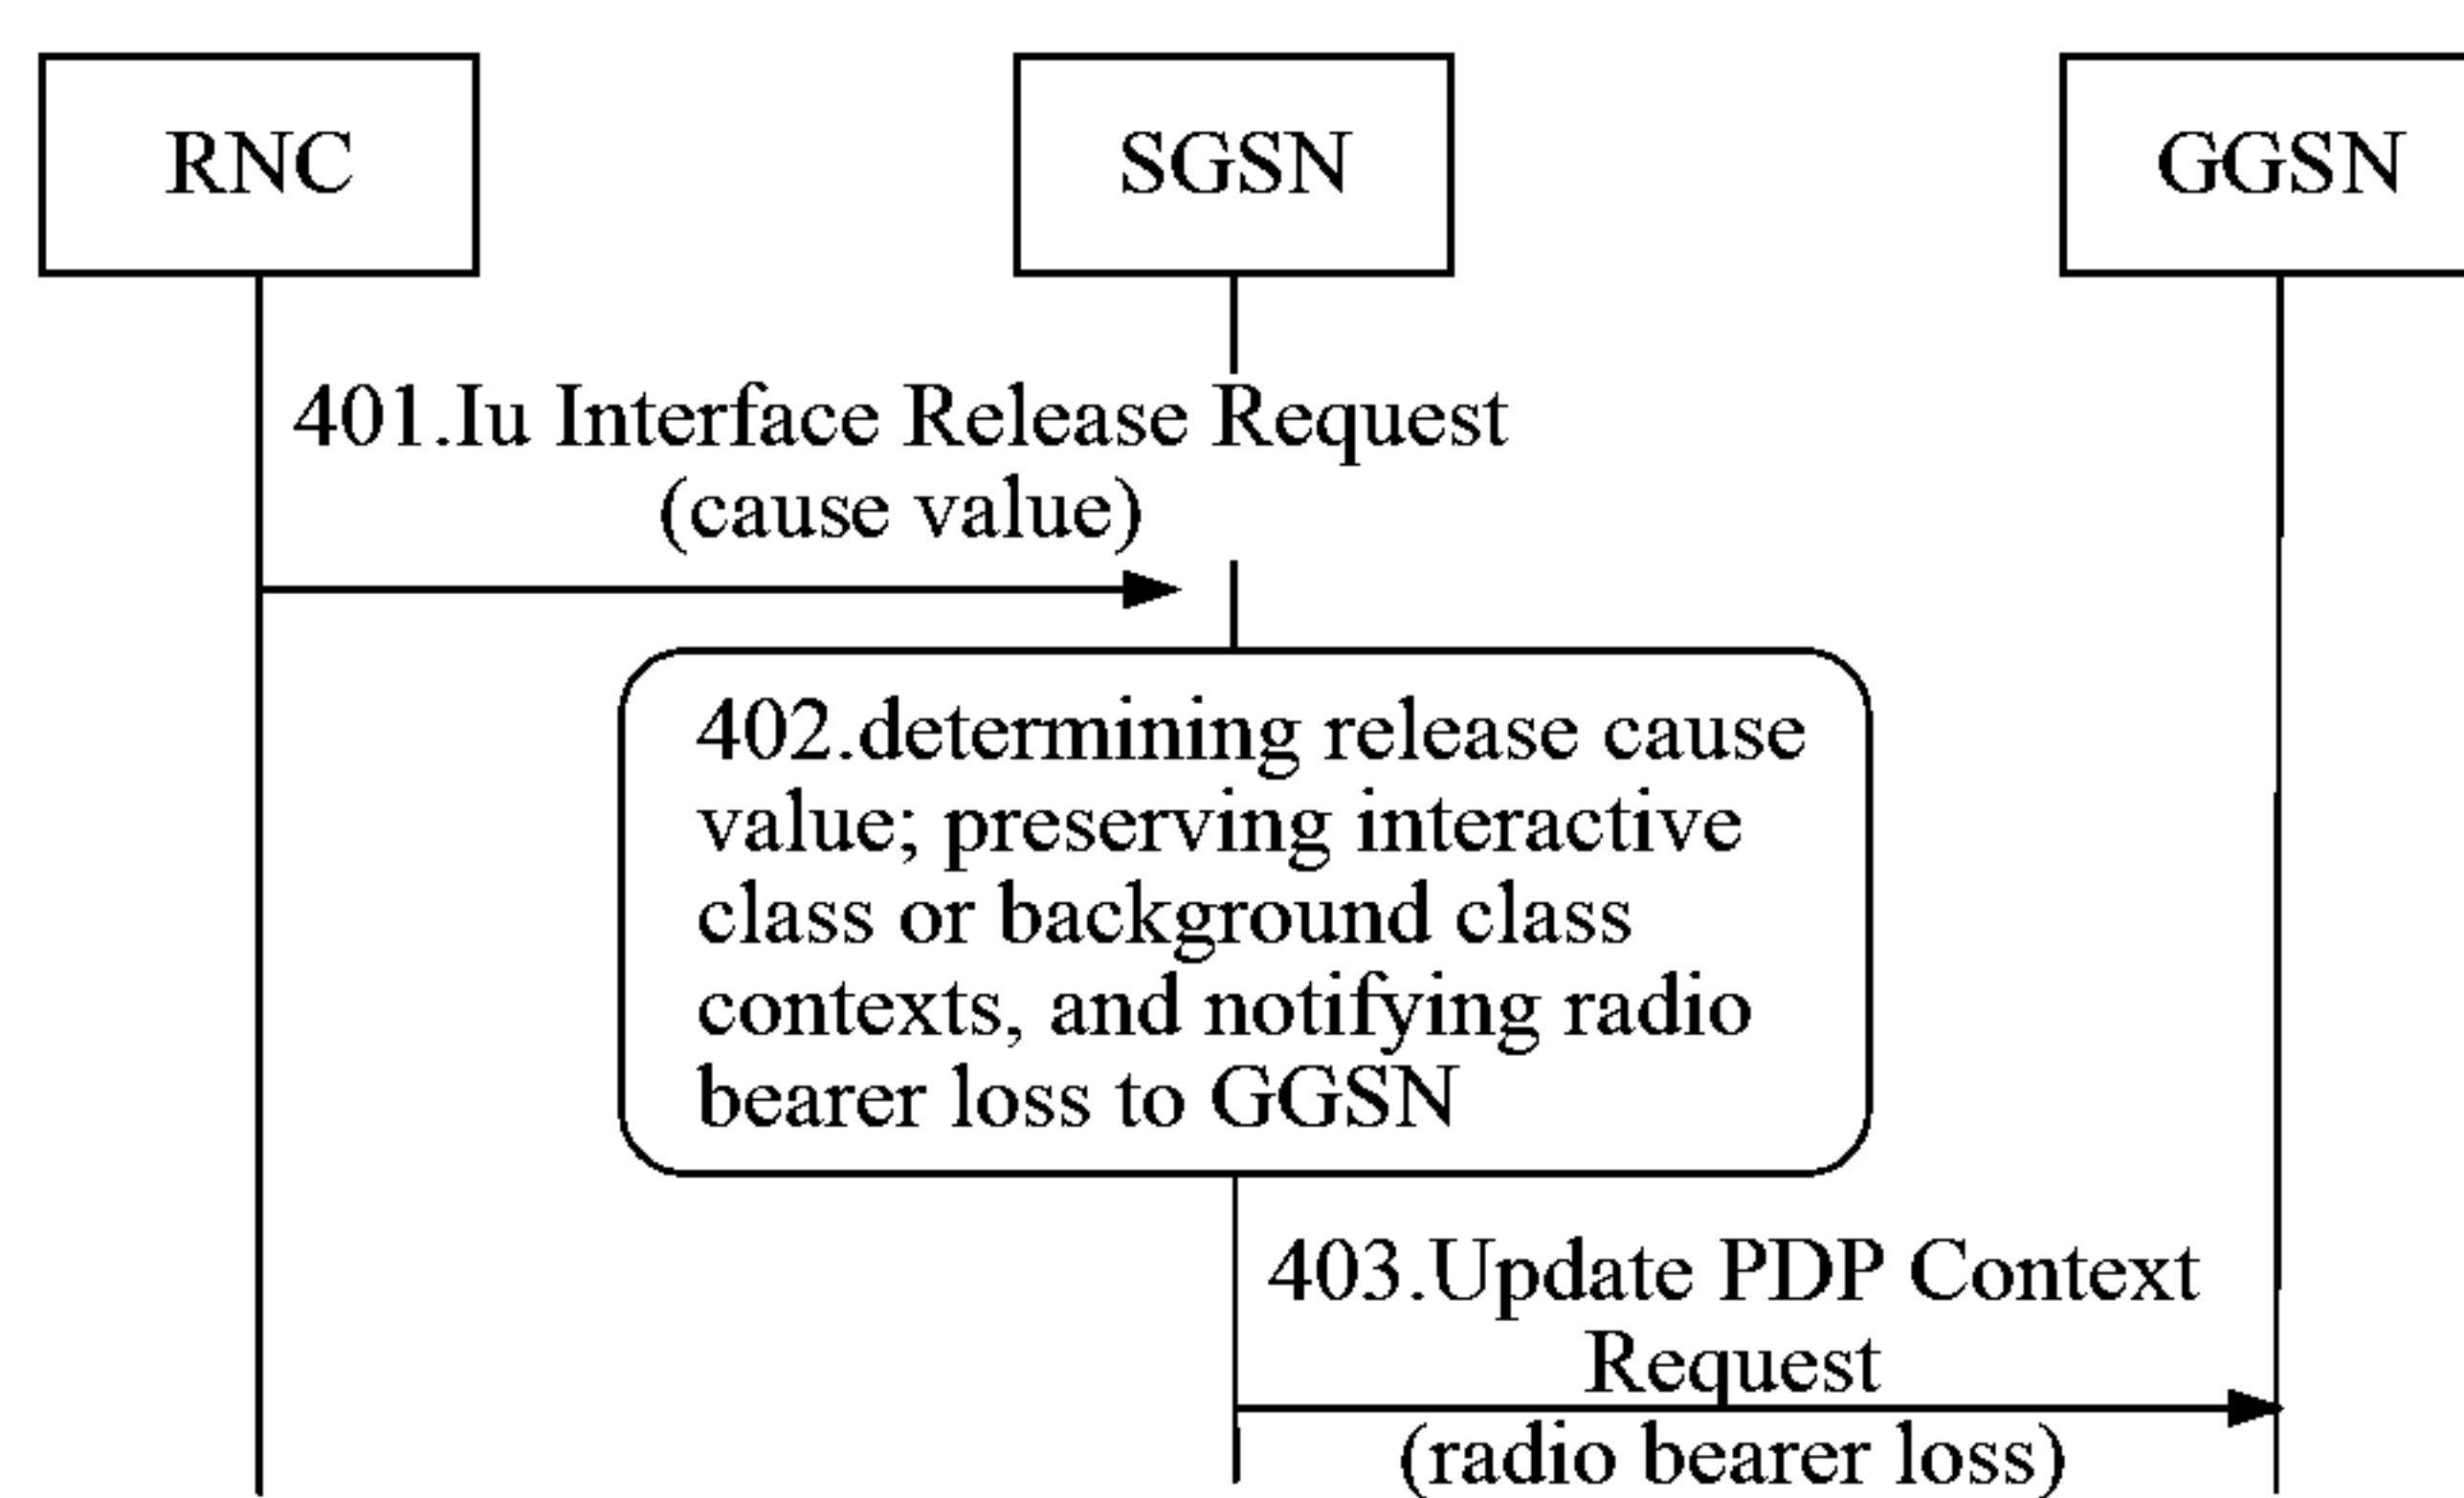 RNC
SGSN
GGSN
401.Iu Interface Release Request
(cause value)
402.determining release cause
value; preserving interactive
class or background class
contexts, and notifying radio
bearer loss to GGSN
403.Update PDP Context
Request
(radio bearer loss)